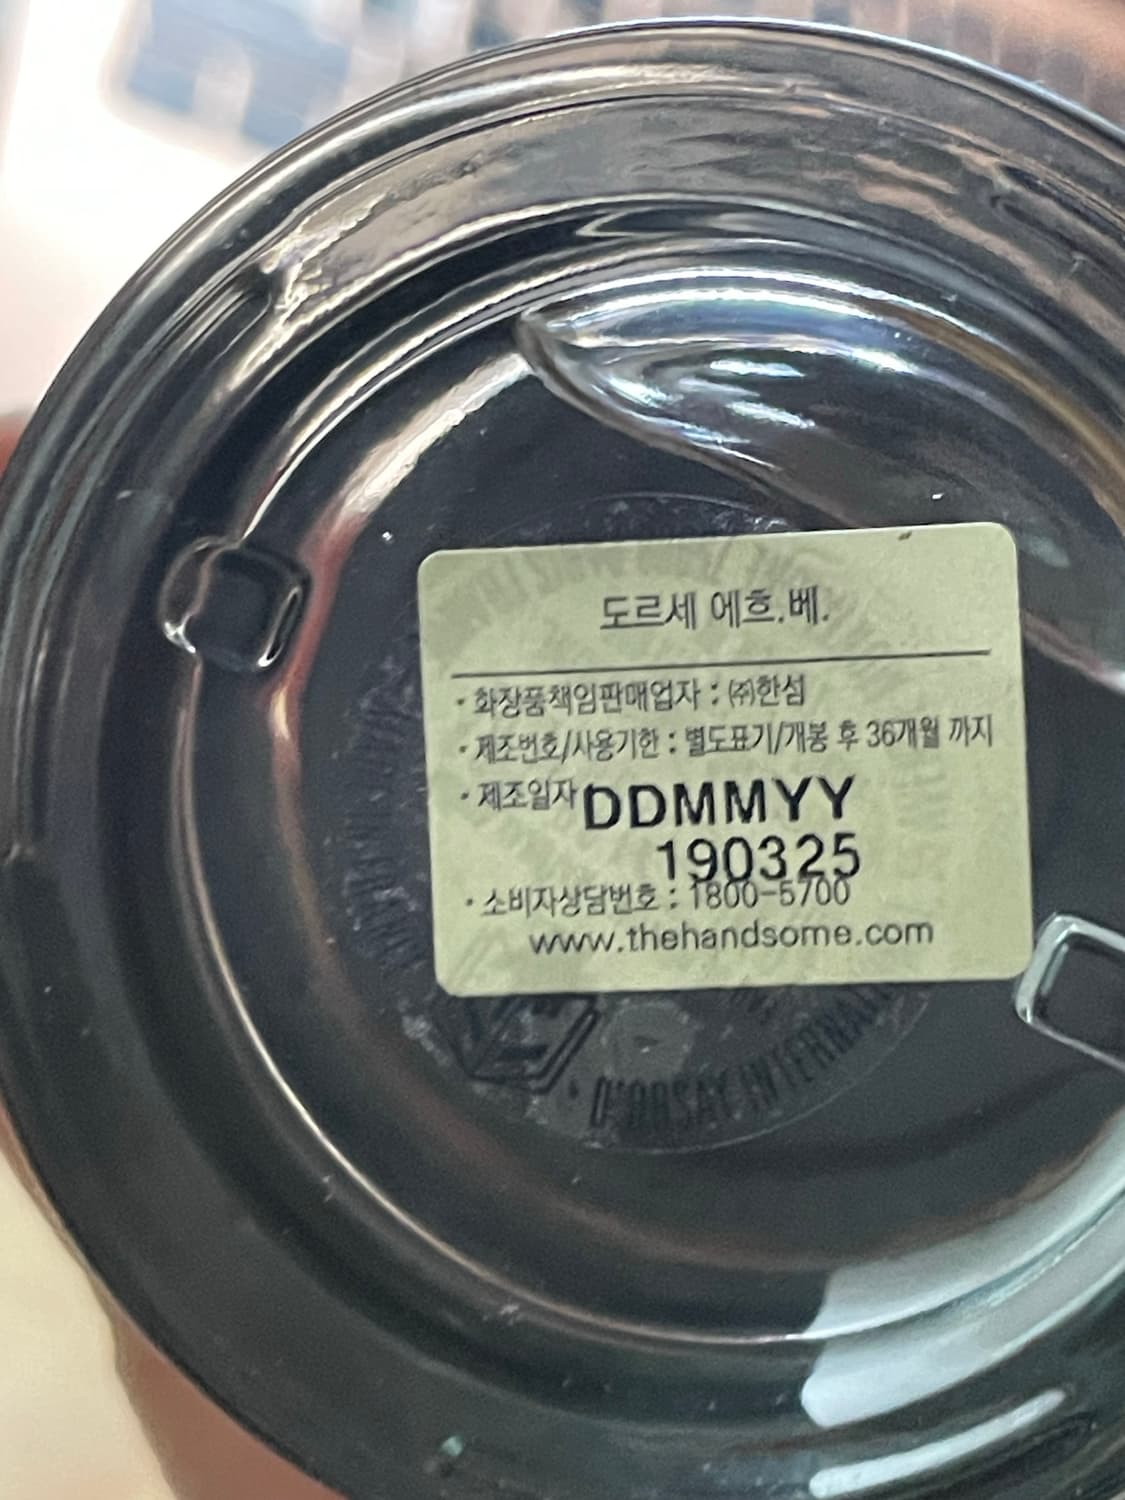 도르세 에흐.베.
· 화장품책임판매업자 : ㈜한섬
· 제조번호/사용기한 : 별도표기/개봉 후 36개월 까지
· 제조일자 DDMMYY
190325
· 소비자상담번호 : 1800-5700
www.thehandsome.com
D'ORSAY INTERNA